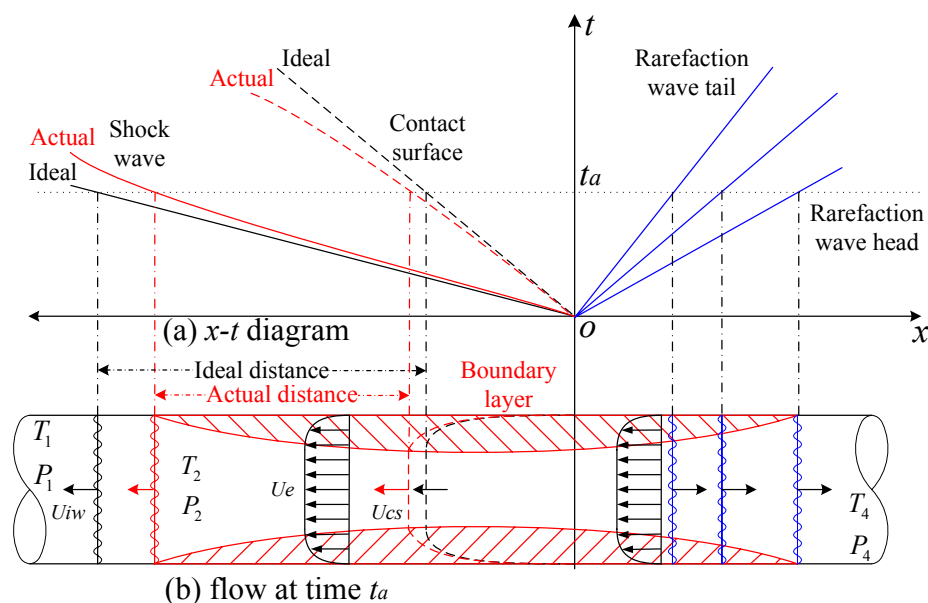 t
Ideal
Actual
Rarefaction
wave tail
Actual
Shock
wave
Contact
surface
Ideal
ta
Rarefaction
wave head
o
x
(a) x-t diagram
Ideal distance
Boundary
layer
Actual distance
T1
P1
Uiw
T2
P2
Ue
Ucs
T4
P4
(b) flow at time ta